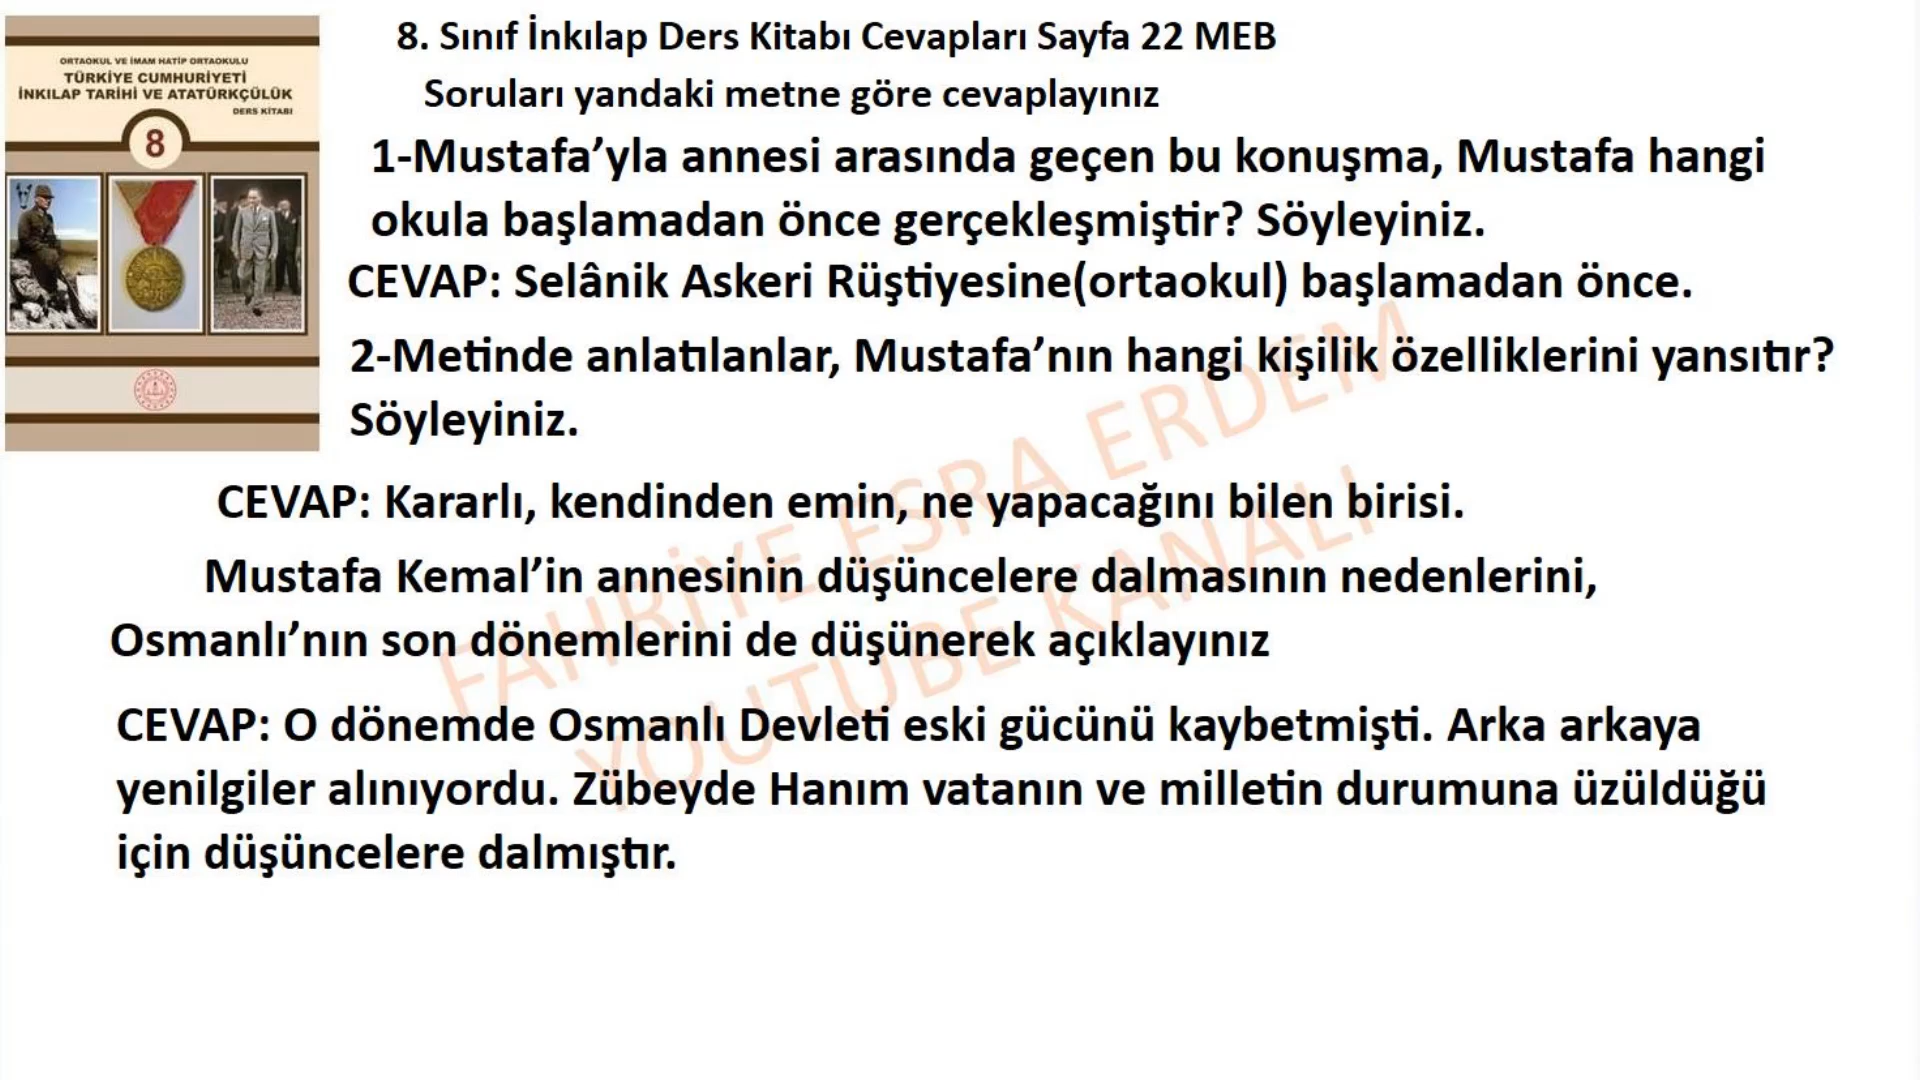 ORTAOKUL VE İMAM HATİP ORTAOKULU
TÜRKİYE CUMHURİYETİ
İNKILAP TARİHİ VE ATATÜRKÇÜLÜK
DERS KİTABI
8
8. Sınıf İnkılap Ders Kitabı Cevapları Sayfa 22 MEB
Soruları yandaki metne göre cevaplayınız
1-Mustafa’yla annesi arasında geçen bu konuşma, Mustafa hangi
okula başlamadan önce gerçekleşmiştir? Söyleyiniz.
CEVAP: Selânik Askeri Rüştiyesine(ortaokul) başlamadan önce.
2-Metinde anlatılanlar, Mustafa’nın hangi kişilik özelliklerini yansıtır?
Söyleyiniz.
CEVAP: Kararlı, kendinden emin, ne yapacağını bilen birisi.
Mustafa Kemal’in annesinin düşüncelere dalmasının nedenlerini,
Osmanlı’nın son dönemlerini de düşünerek açıklayınız
CEVAP: O dönemde Osmanlı Devleti eski gücünü kaybetmişti. Arka arkaya
yenilgiler alınıyordu. Zübeyde Hanım vatanın ve milletin durumuna üzüldüğü
için düşüncelere dalmıştır.
FAHRİYE ESRA ERDEM
YOUTUBE KANALI